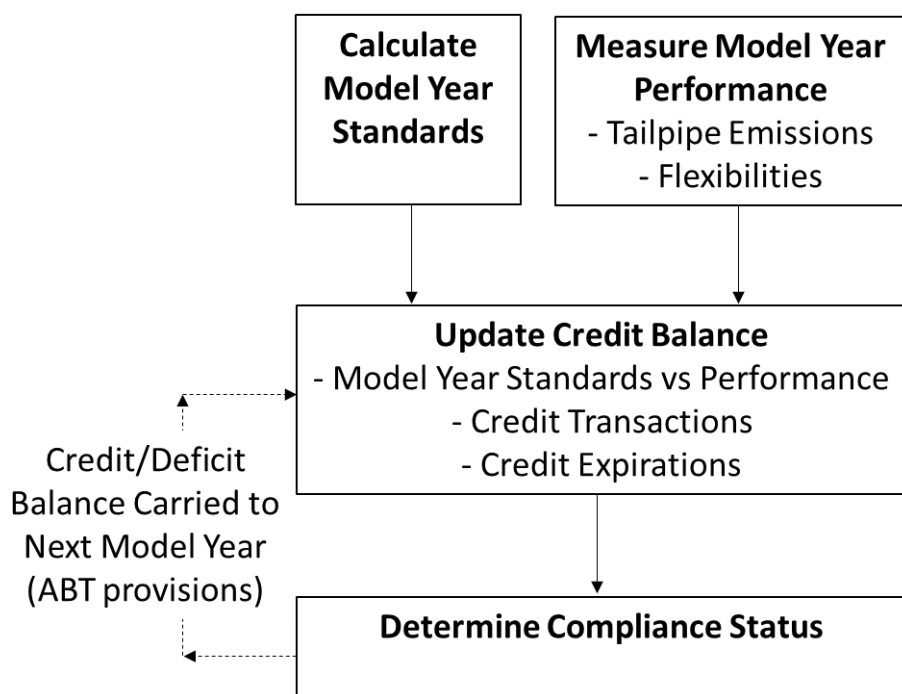 Calculate
Model Year
Standards
Measure Model Year
Performance
- Tailpipe Emissions
- Flexibilities
Update Credit Balance
- Model Year Standards vs Performance
- Credit Transactions
- Credit Expirations
Credit/Deficit
Balance Carried to
Next Model Year
(ABT provisions)
Determine Compliance Status